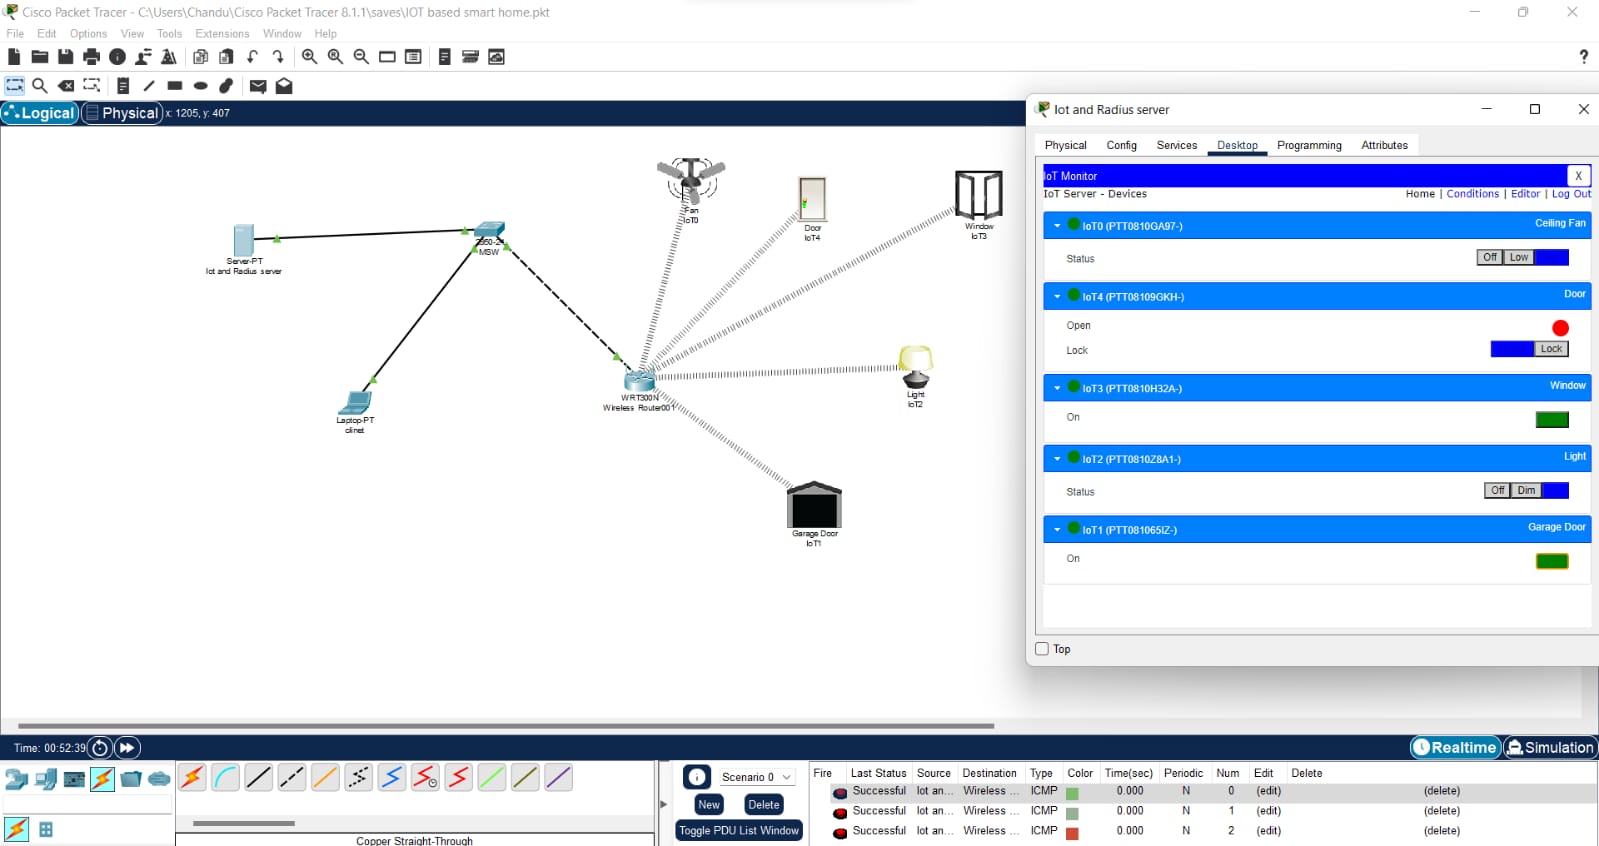 Cisco Packet Tracer - C:\Users\Chandu\Cisco Packet Tracer 8.1.1\saves\IOT based smart home.pkt
File Edit Options View Tools Extensions Window Help
?
Logical Physical x: 1205, y: 407
Fan
IoT0
Door
IoT4
Window
IoT3
Server-PT
Iot and Radius server
2950-24
MSW
WRT300N
Wireless Router001
Light
IoT2
Laptop-PT
clinet
Garage Door
IoT1
Iot and Radius server
Physical Config Services Desktop Programming Attributes
IoT Monitor X
IoT Server - Devices Home | Conditions | Editor | Log Out
IoT0 (PTT0810GA97-) Ceiling Fan
Status Off Low
IoT4 (PTT08109GKH-) Door
Open
Lock Lock
IoT3 (PTT0810H32A-) Window
On
IoT2 (PTT0810Z8A1-) Light
Status Off Dim
IoT1 (PTT081065IZ-) Garage Door
On
Top
Time: 00:52:39 Realtime Simulation
Scenario 0
New Delete
Toggle PDU List Window
Copper Straight-Through
Fire Last Status Source Destination Type Color Time(sec) Periodic Num Edit Delete
Successful Iot an... Wireless ... ICMP 0.000 N 0 (edit) (delete)
Successful Iot an... Wireless ... ICMP 0.000 N 1 (edit) (delete)
Successful Iot an... Wireless ... ICMP 0.000 N 2 (edit) (delete)